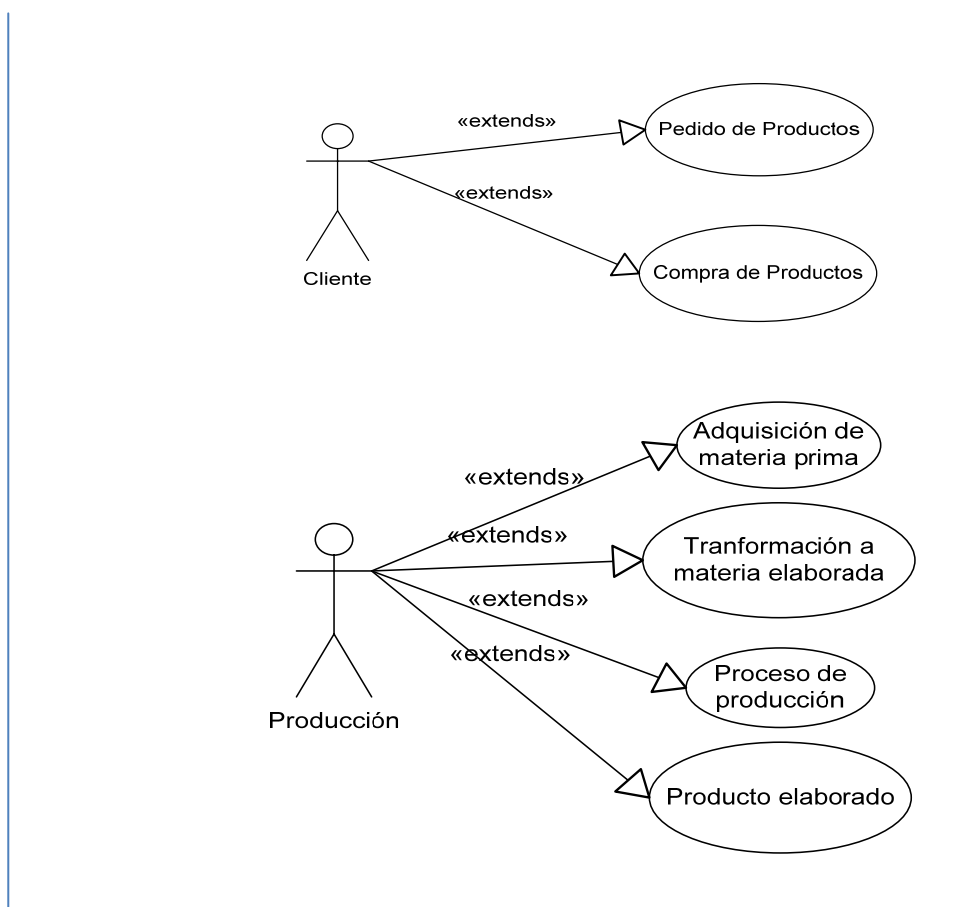 «extends»
Pedido de Productos
«extends»
Compra de Productos
Cliente
Adquisición de
materia prima
«extends»
«extends»
Tranformación a
materia elaborada
«extends»
«extends»
Proceso de
producción
Producción
Producto elaborado